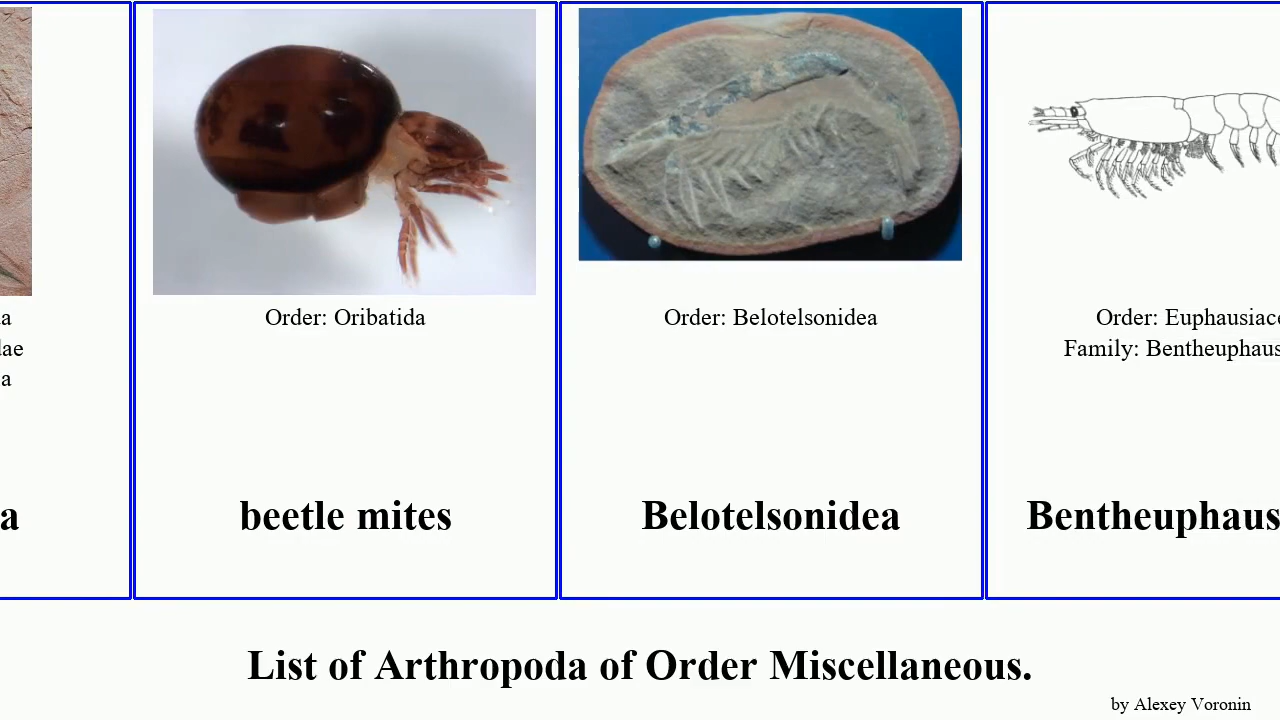 Order: Oribatida
Order: Belotelsonidea
Order: Euphausiace
Family: Bentheuphaus
dae
a
beetle mites
Belotelsonidea
Bentheuphaus
List of Arthropoda of Order Miscellaneous.
by Alexey Voronin